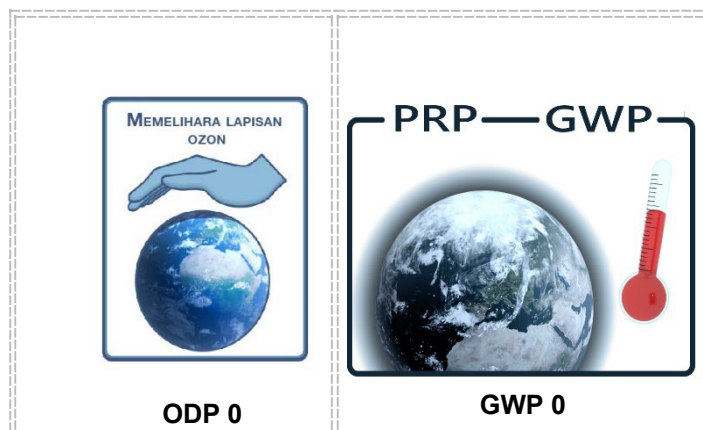 MEMELIHARA LAPISAN
OZON
ODP 0
PRP — GWP
GWP 0